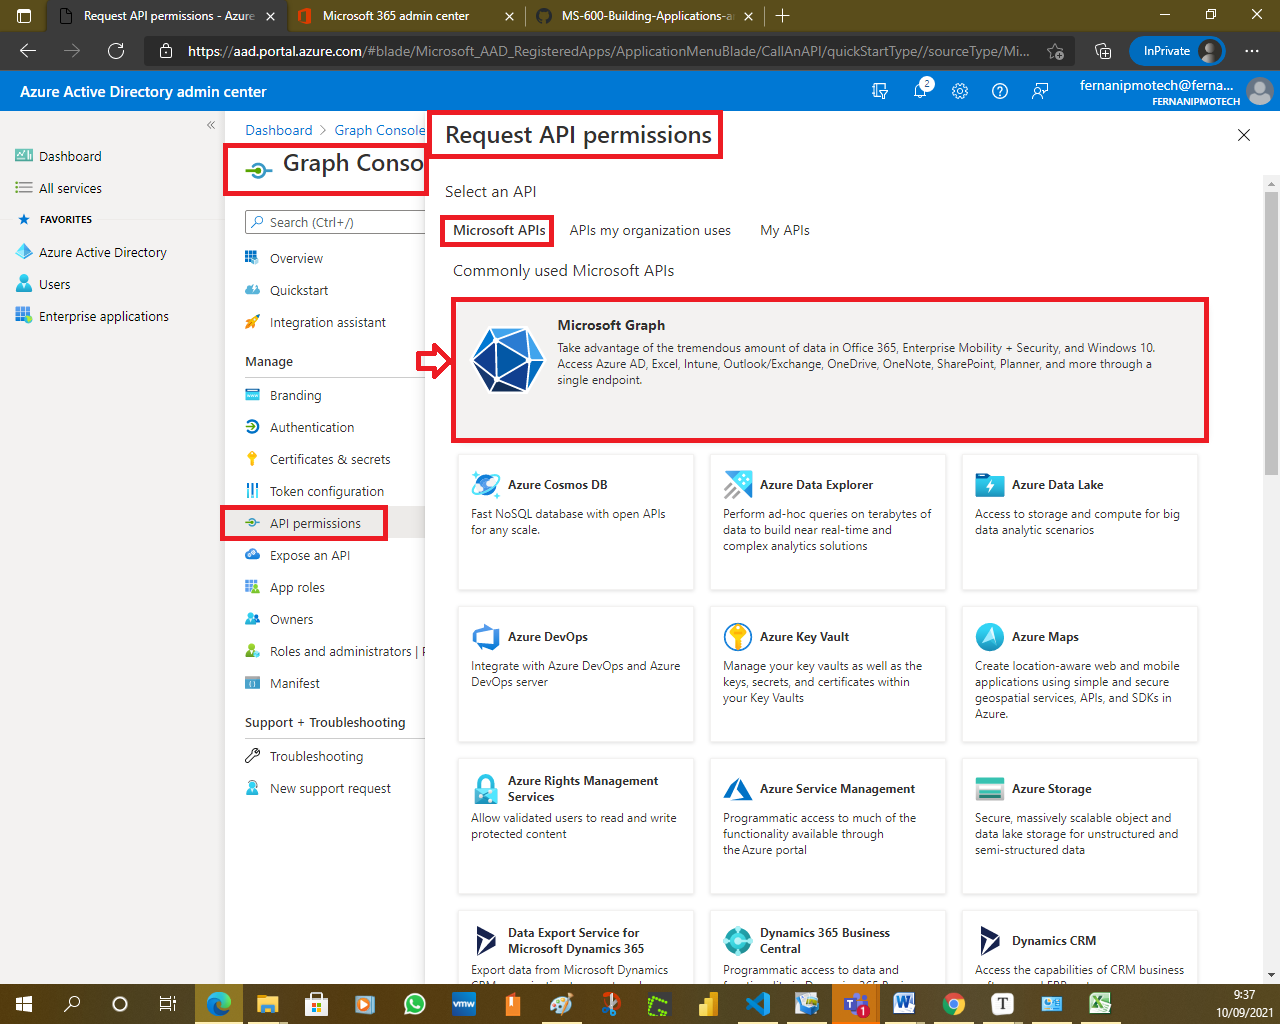 Request API permissions - Azure
Microsoft 365 admin center
MS-600-Building-Applications-a
https://aad.portal.azure.com/#blade/Microsoft_AAD_RegisteredApps/ApplicationMenuBlade/CallAnAPI/quickStartType//sourceType/Mi...
InPrivate
Azure Active Directory admin center
2
fernanipmotech@ferna...
FERNANIPMOTECH
Dashboard
All services
FAVORITES
Azure Active Directory
Users
Enterprise applications
Dashboard > Graph Console
Graph Conso
Search (Ctrl+/)
Overview
Quickstart
Integration assistant
Manage
Branding
Authentication
Certificates & secrets
Token configuration
API permissions
Expose an API
App roles
Owners
Roles and administrators | P
Manifest
Support + Troubleshooting
Troubleshooting
New support request
Request API permissions
Select an API
Microsoft APIs
APIs my organization uses
My APIs
Commonly used Microsoft APIs
Microsoft Graph
Take advantage of the tremendous amount of data in Office 365, Enterprise Mobility + Security, and Windows 10.
Access Azure AD, Excel, Intune, Outlook/Exchange, OneDrive, OneNote, SharePoint, Planner, and more through a
single endpoint.
Azure Cosmos DB
Fast NoSQL database with open APIs
for any scale.
Azure Data Explorer
Perform ad-hoc queries on terabytes of
data to build near real-time and
complex analytics solutions
Azure Data Lake
Access to storage and compute for big
data analytic scenarios
Azure DevOps
Integrate with Azure DevOps and Azure
DevOps server
Azure Key Vault
Manage your key vaults as well as the
keys, secrets, and certificates within
your Key Vaults
Azure Maps
Create location-aware web and mobile
applications using simple and secure
geospatial services, APIs, and SDKs in
Azure.
Azure Rights Management
Services
Allow validated users to read and write
protected content
Azure Service Management
Programmatic access to much of the
functionality available through
the Azure portal
Azure Storage
Secure, massively scalable object and
data lake storage for unstructured and
semi-structured data
Data Export Service for
Microsoft Dynamics 365
Export data from Microsoft Dynamics
Dynamics 365 Business
Central
Programmatic access to data and
Dynamics CRM
Access the capabilities of CRM business
vmw
1
T
9:37
10/09/2021